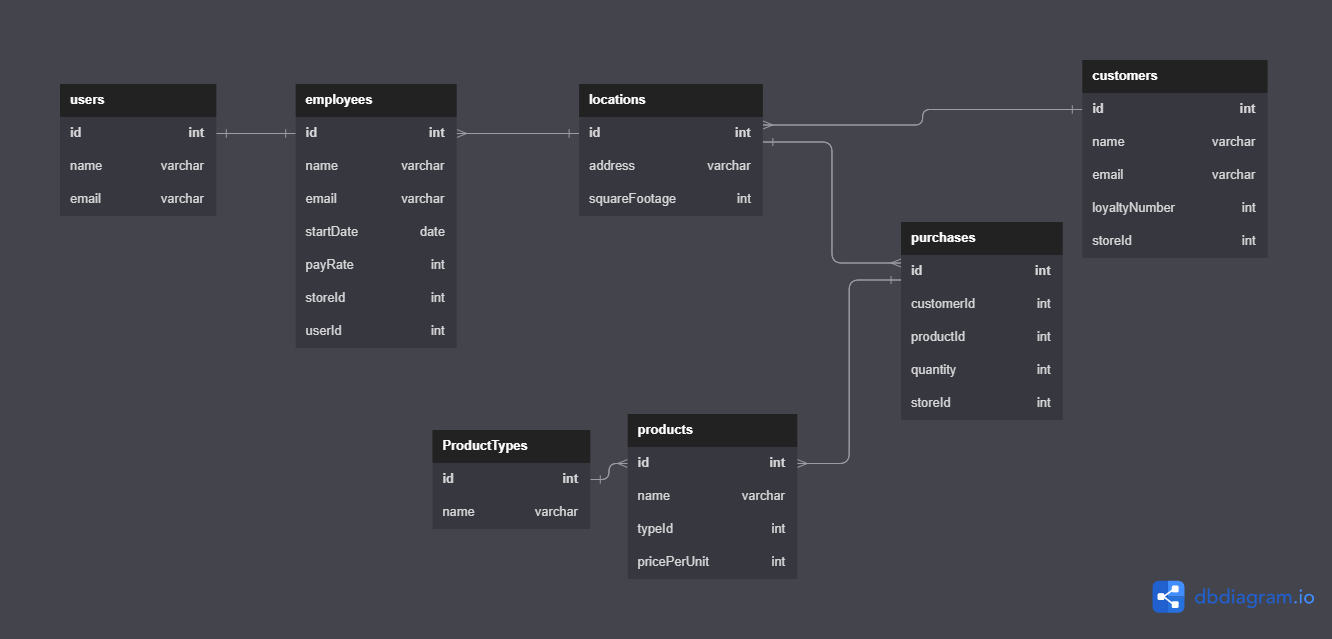 users
id int
name varchar
email varchar
employees
id int
name varchar
email varchar
startDate date
payRate int
storeId int
userId int
locations
id int
address varchar
squareFootage int
customers
id int
name varchar
email varchar
loyaltyNumber int
storeId int
purchases
id int
customerId int
productId int
quantity int
storeId int
ProductTypes
id int
name varchar
products
id int
name varchar
typeId int
pricePerUnit int
dbdiagram.io